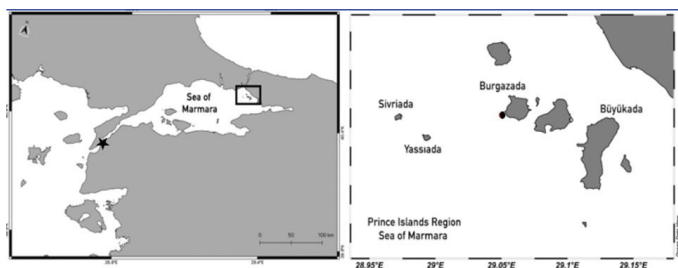 Sea of
Marmara
0 50 100 km
Burgazada
Sivriada
Büyükada
Yassıada
Prince Islands Region
Sea of Marmara
28.95°E 29°E 29.05°E 29.1°E 29.15°E